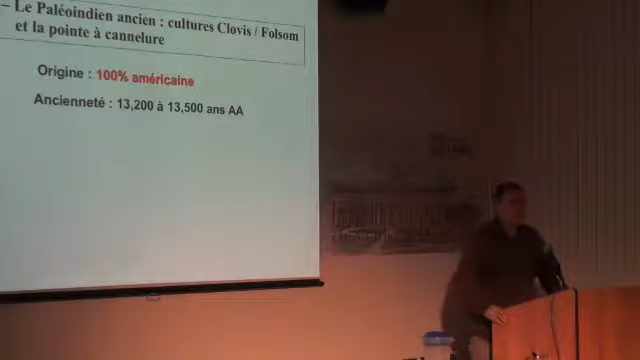 – Le Paléoindien ancien : cultures Clovis / Folsom
et la pointe à cannelure
Origine : 100% américaine
Ancienneté : 13,200 à 13,500 ans AA